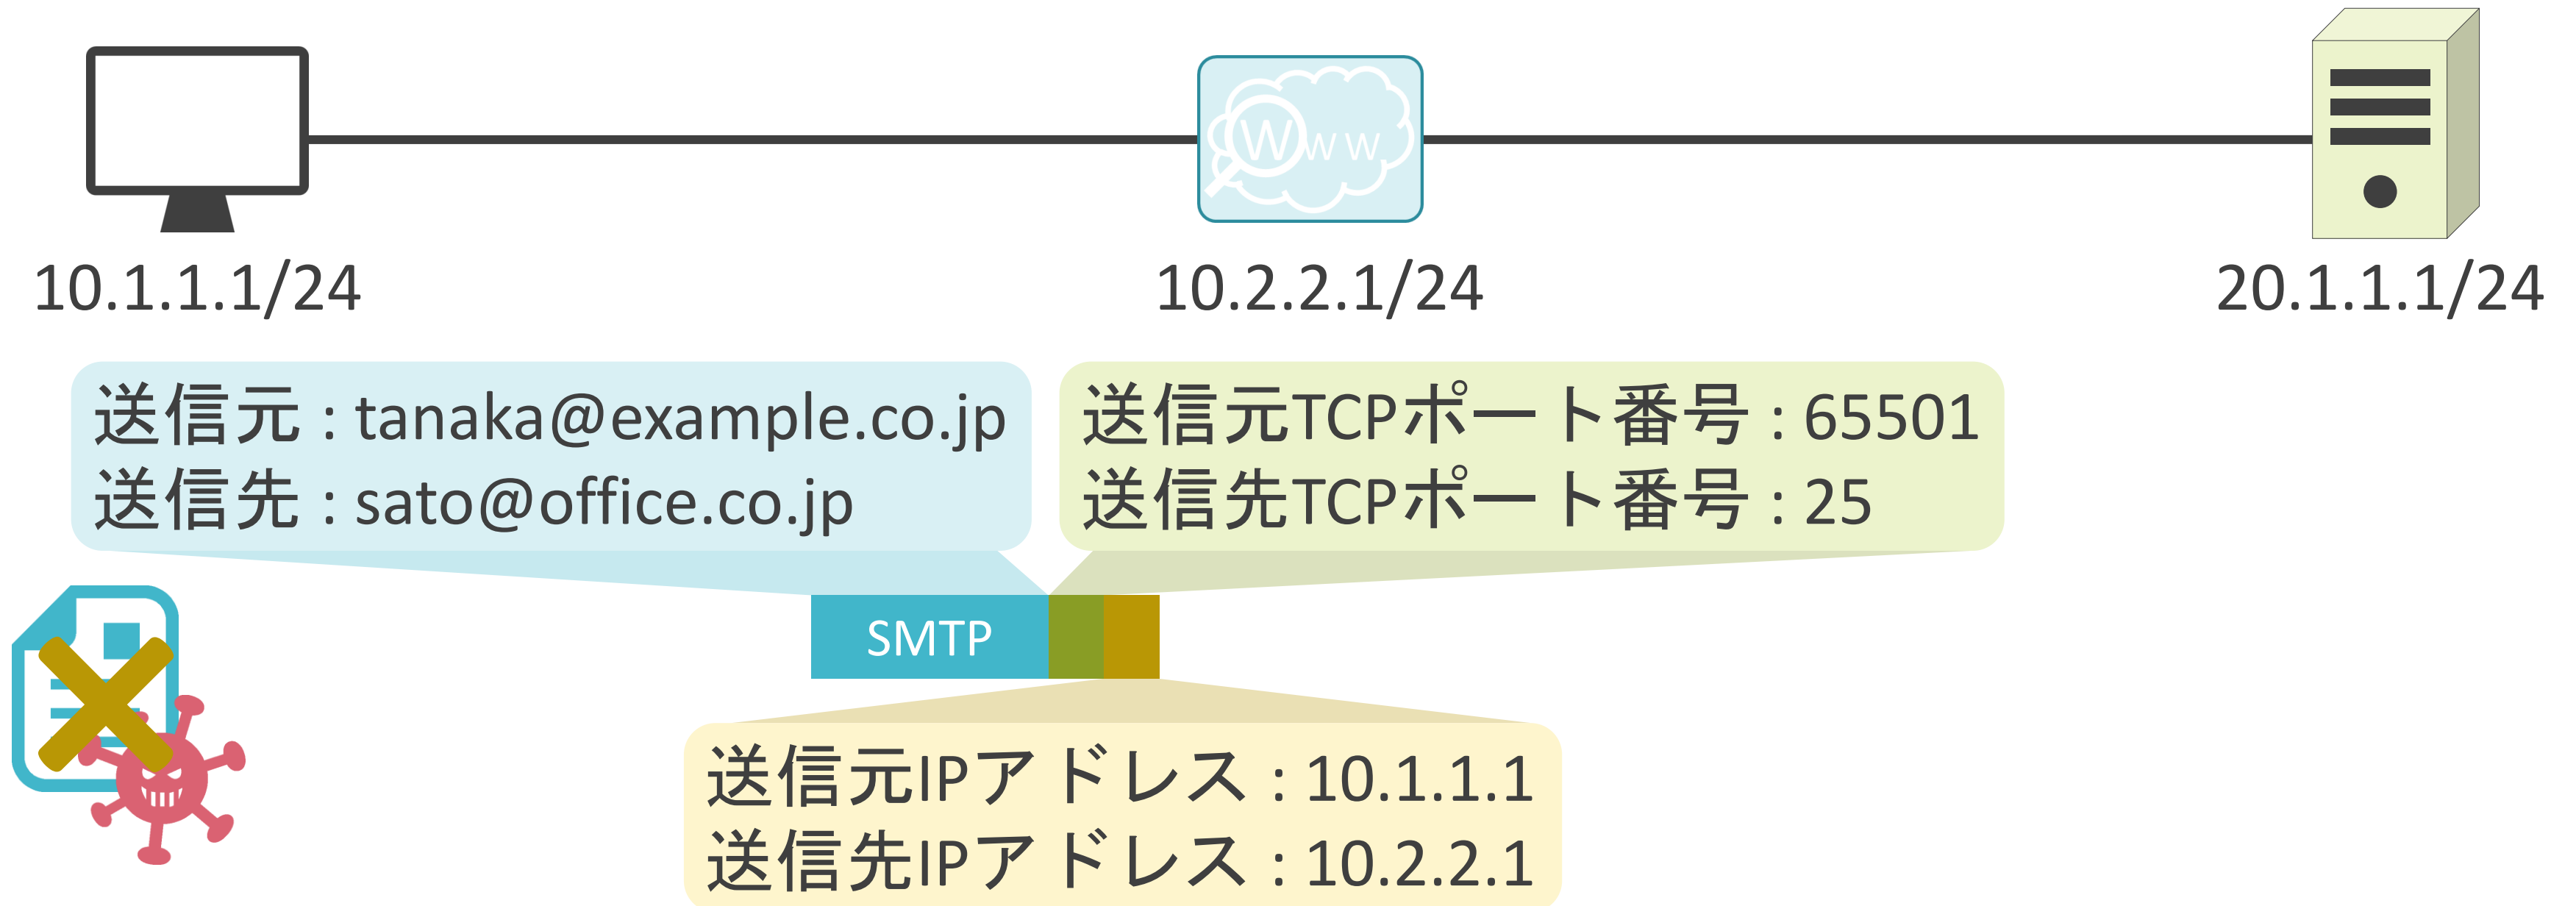 W W W
10.1.1.1/24
10.2.2.1/24
20.1.1.1/24
送信元 : tanaka@example.co.jp
送信先 : sato@office.co.jp
送信元TCPポート番号 : 65501
送信先TCPポート番号 : 25
SMTP
送信元IPアドレス : 10.1.1.1
送信先IPアドレス : 10.2.2.1